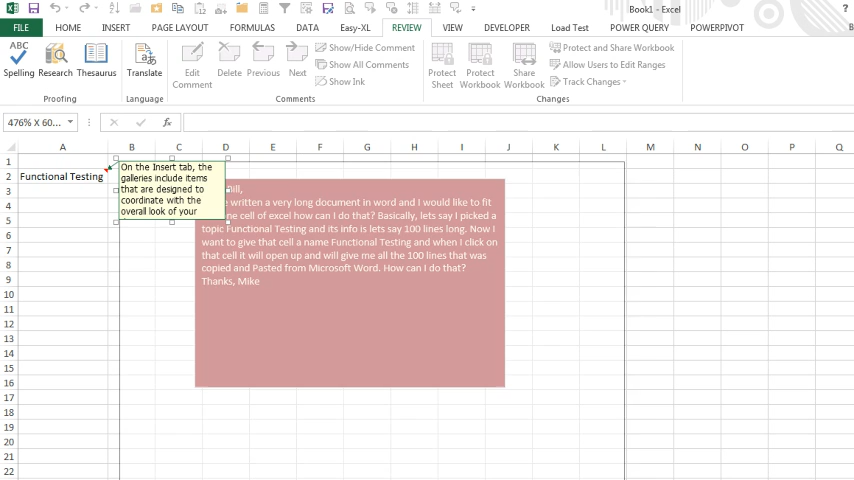 Book1 - Excel
?
FILE HOME INSERT PAGE LAYOUT FORMULAS DATA Easy-XL REVIEW VIEW DEVELOPER Load Test POWER QUERY POWERPIVOT B
ABC
Spelling Research Thesaurus
Proofing
Translate
Language
Edit Comment
Delete Previous Next
Show/Hide Comment
Show All Comments
Show Ink
Comments
Protect Sheet
Protect Workbook
Share Workbook
Protect and Share Workbook
Allow Users to Edit Ranges
Track Changes
Changes
476% X 60... fx
A B C D E F G H I J K L M N O P Q
1
2 Functional Testing
3
4
5
6
7
8
9
10
11
12
13
14
15
16
17
18
19
20
21
22
On the Insert tab, the
galleries include items
that are designed to
coordinate with the
overall look of your
ill,
written a very long document in word and I would like to fit
ne cell of excel how can I do that? Basically, lets say I picked a
topic Functional Testing and its info is lets say 100 lines long. Now I
want to give that cell a name Functional Testing and when I click on
that cell it will open up and will give me all the 100 lines that was
copied and Pasted from Microsoft Word. How can I do that?
Thanks, Mike